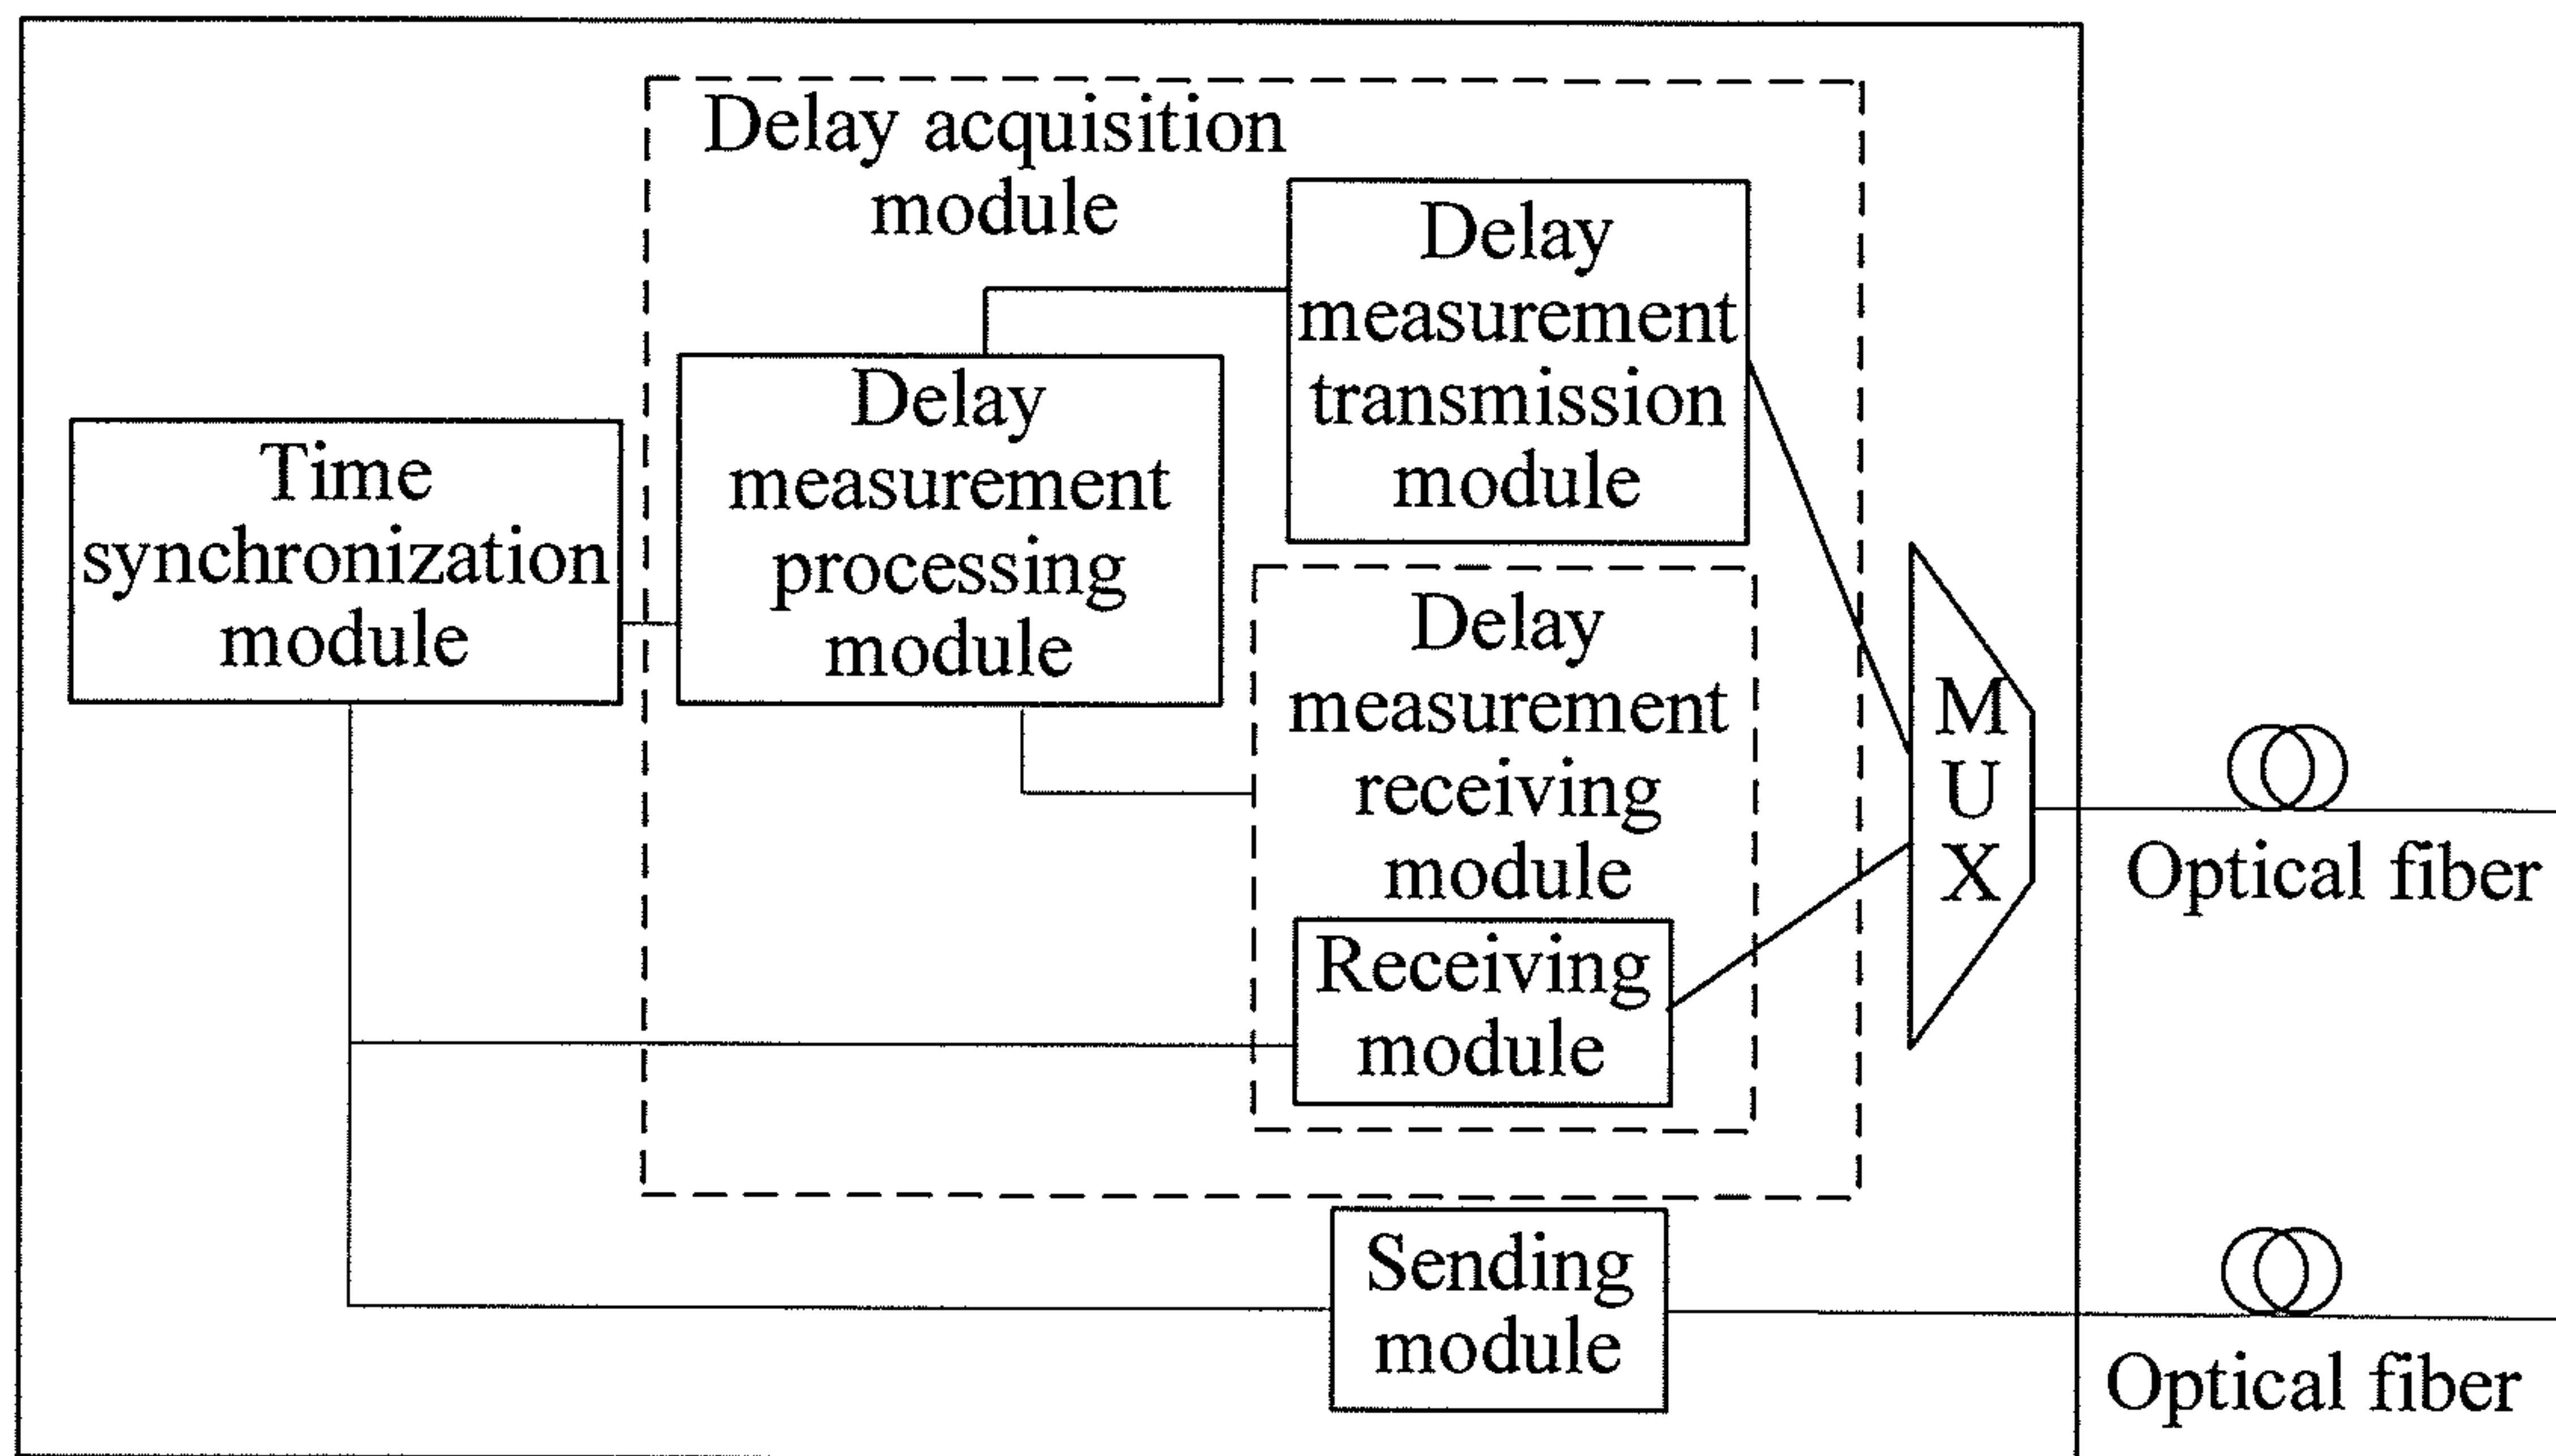 Delay acquisition
module
Delay
measurement
transmission
module
Delay
measurement
processing
module
Time
synchronization
module
Delay
measurement
receiving
module
Receiving
module
M
U
X
Optical fiber
Sending
module
Optical fiber